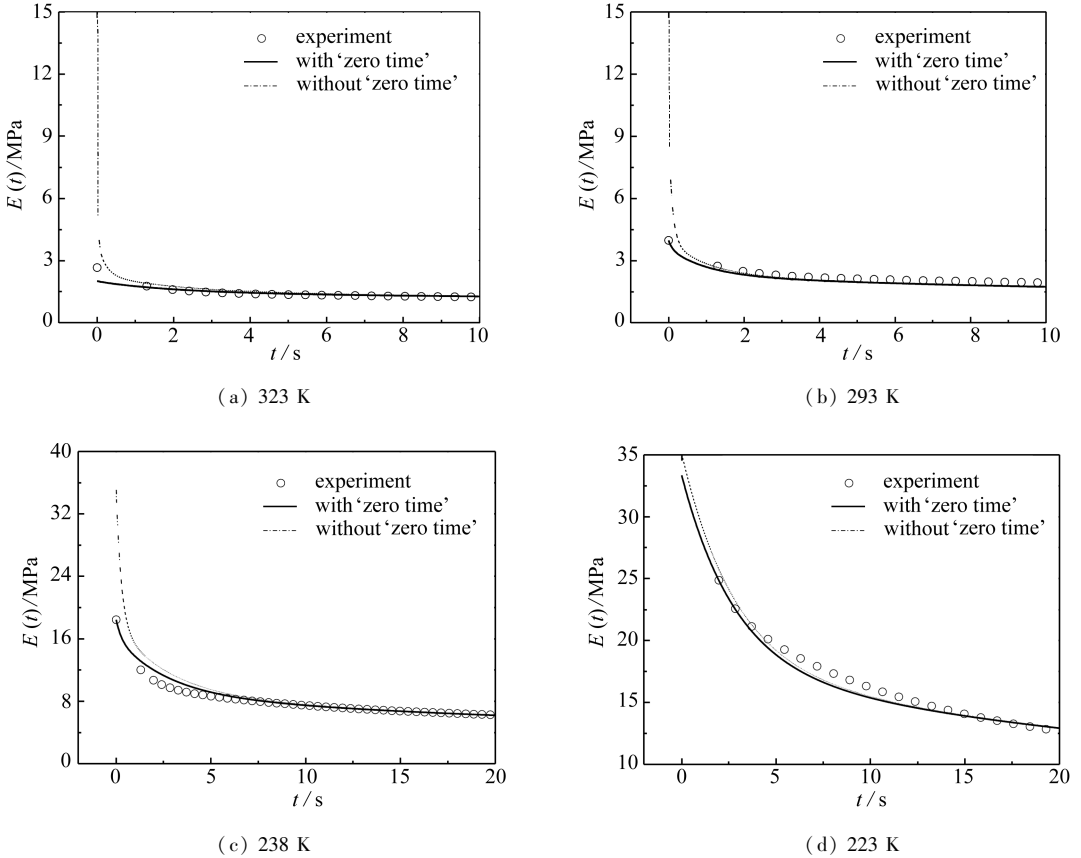 15
12
9
6
3
0
E(t)/MPa
experiment
with ‘zero time’
without ‘zero time’
0 2 4 6 8 10
t/s
(a) 323 K
15
12
9
6
3
0
E(t)/MPa
experiment
with ‘zero time’
without ‘zero time’
0 2 4 6 8 10
t/s
(b) 293 K
40
32
24
16
8
0
E(t)/MPa
experiment
with ‘zero time’
without ‘zero time’
0 5 10 15 20
t/s
(c) 238 K
35
30
25
20
15
10
E(t)/MPa
experiment
with ‘zero time’
without ‘zero time’
0 5 10 15 20
t/s
(d) 223 K